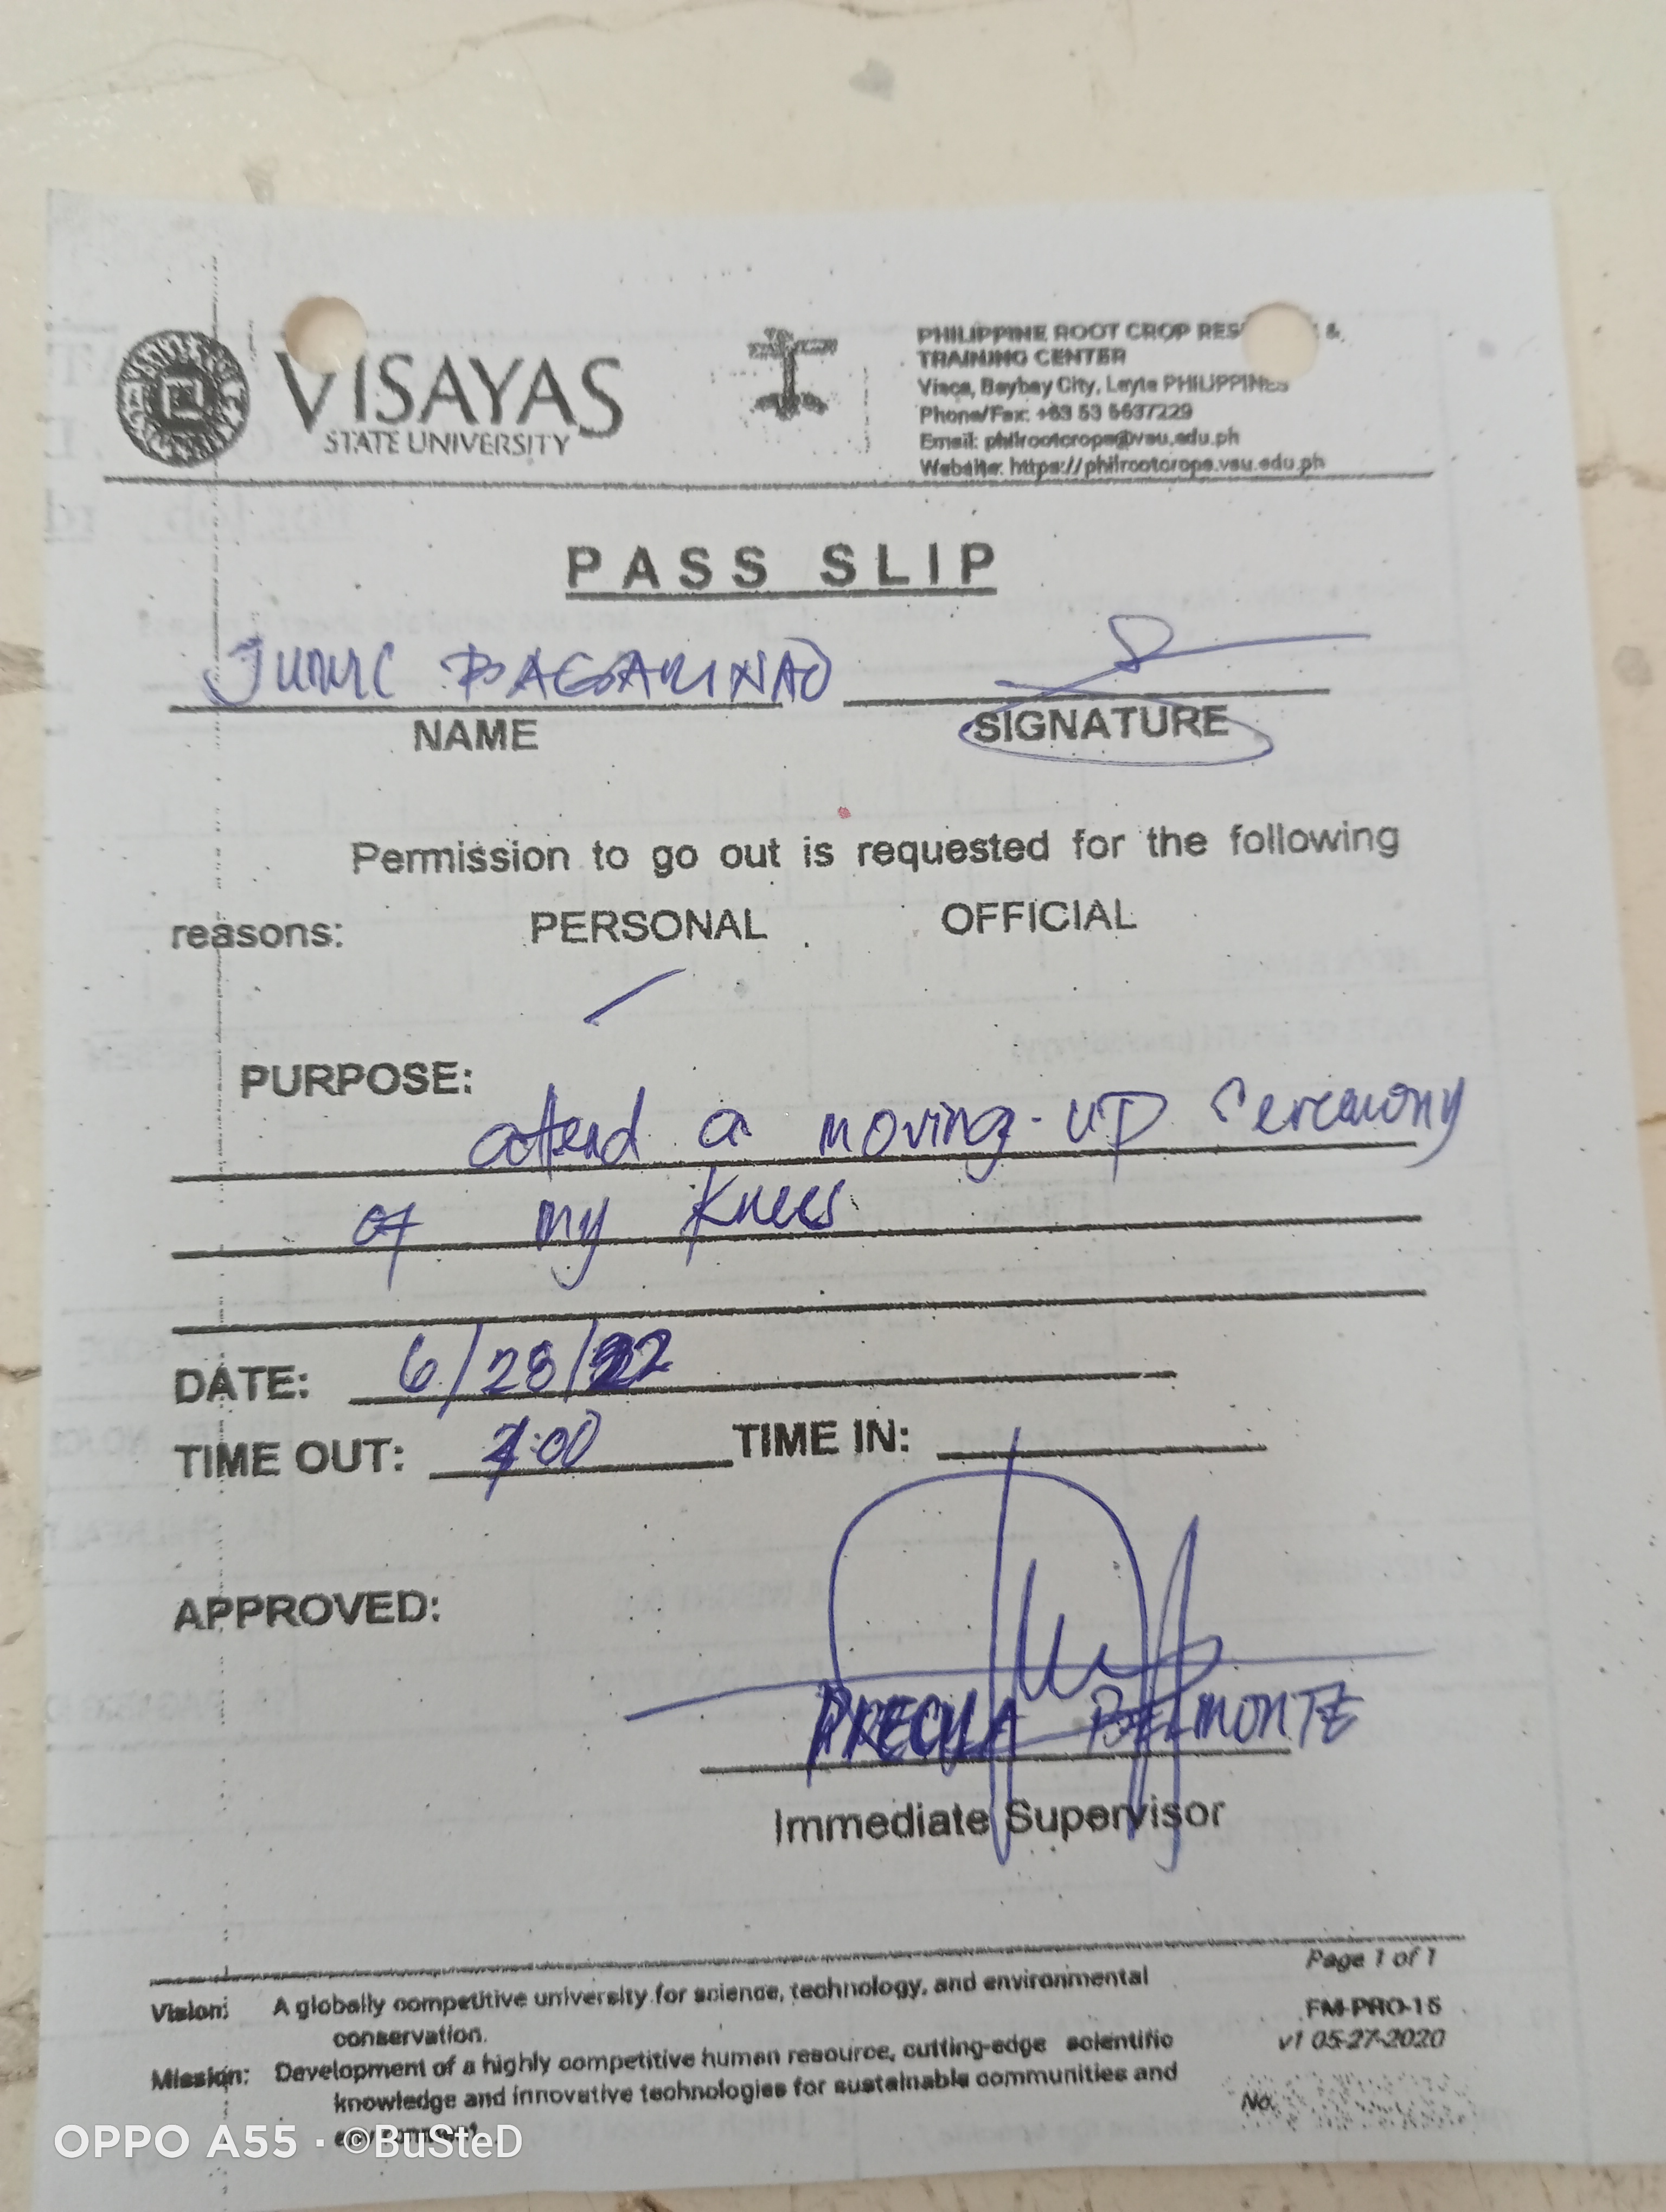 VISAYAS
STATE UNIVERSITY
PHILIPPINE ROOT CROP RES &
TRAINING CENTER
Visca, Baybay City, Leyte PHILIPPINES
Phone/Fax: +63 53 5637229
Email: philrootcrops@vsu.edu.ph
Website: https://philrootcrops.vsu.edu.ph
PASS SLIP
BAGARINAO
NAME SIGNATURE
Permission to go out is requested for the following
reasons: PERSONAL OFFICIAL
PURPOSE:
attend a moving-up ceremony
of my knees
DATE: 6/28/22
TIME OUT: :00 TIME IN:
APPROVED:
BELMONTE
Immediate Supervisor
Page 1 of 1
Vision: A globally competitive university for science, technology, and environmental
conservation.
FM-PRO-15
v1 05-27-2020
Mission: Development of a highly competitive human resource, cutting-edge scientific
knowledge and innovative technologies for sustainable communities and
No.
OPPO A55 · ©BuSteD